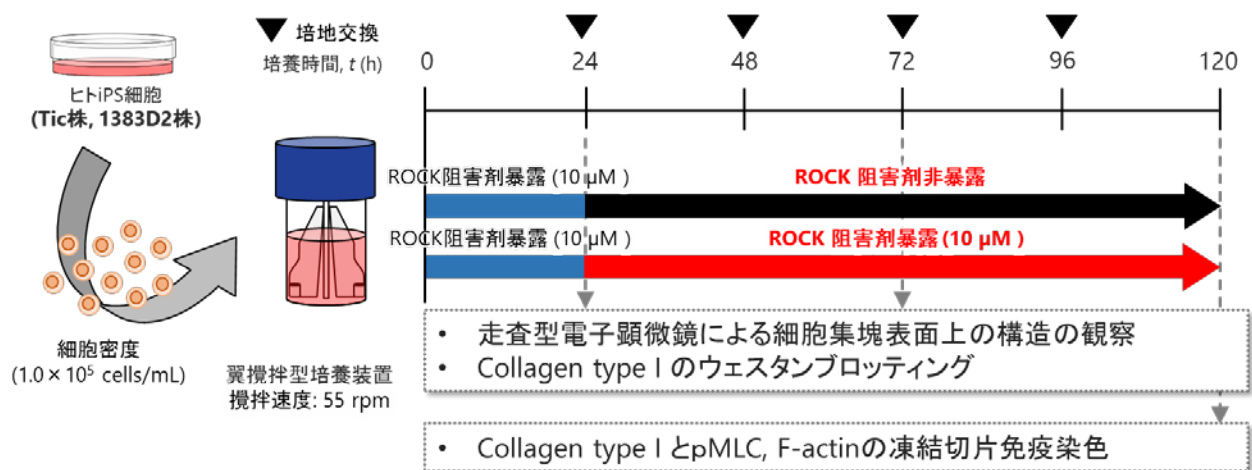 ▼ 培地交換
培養時間, t (h)
0 24 48 72 96 120
ヒトiPS細胞
(Tic株, 1383D2株)
ROCK阻害剤暴露 (10 μM )
ROCK 阻害剤非暴露
ROCK阻害剤暴露 (10 μM )
ROCK 阻害剤暴露 (10 μM )
細胞密度
(1.0×10⁵ cells/mL)
翼攪拌型培養装置
攪拌速度: 55 rpm
• 走査型電子顕微鏡による細胞集塊表面上の構造の観察
• Collagen type I のウェスタンブロッティング
• Collagen type I とpMLC, F-actinの凍結切片免疫染色